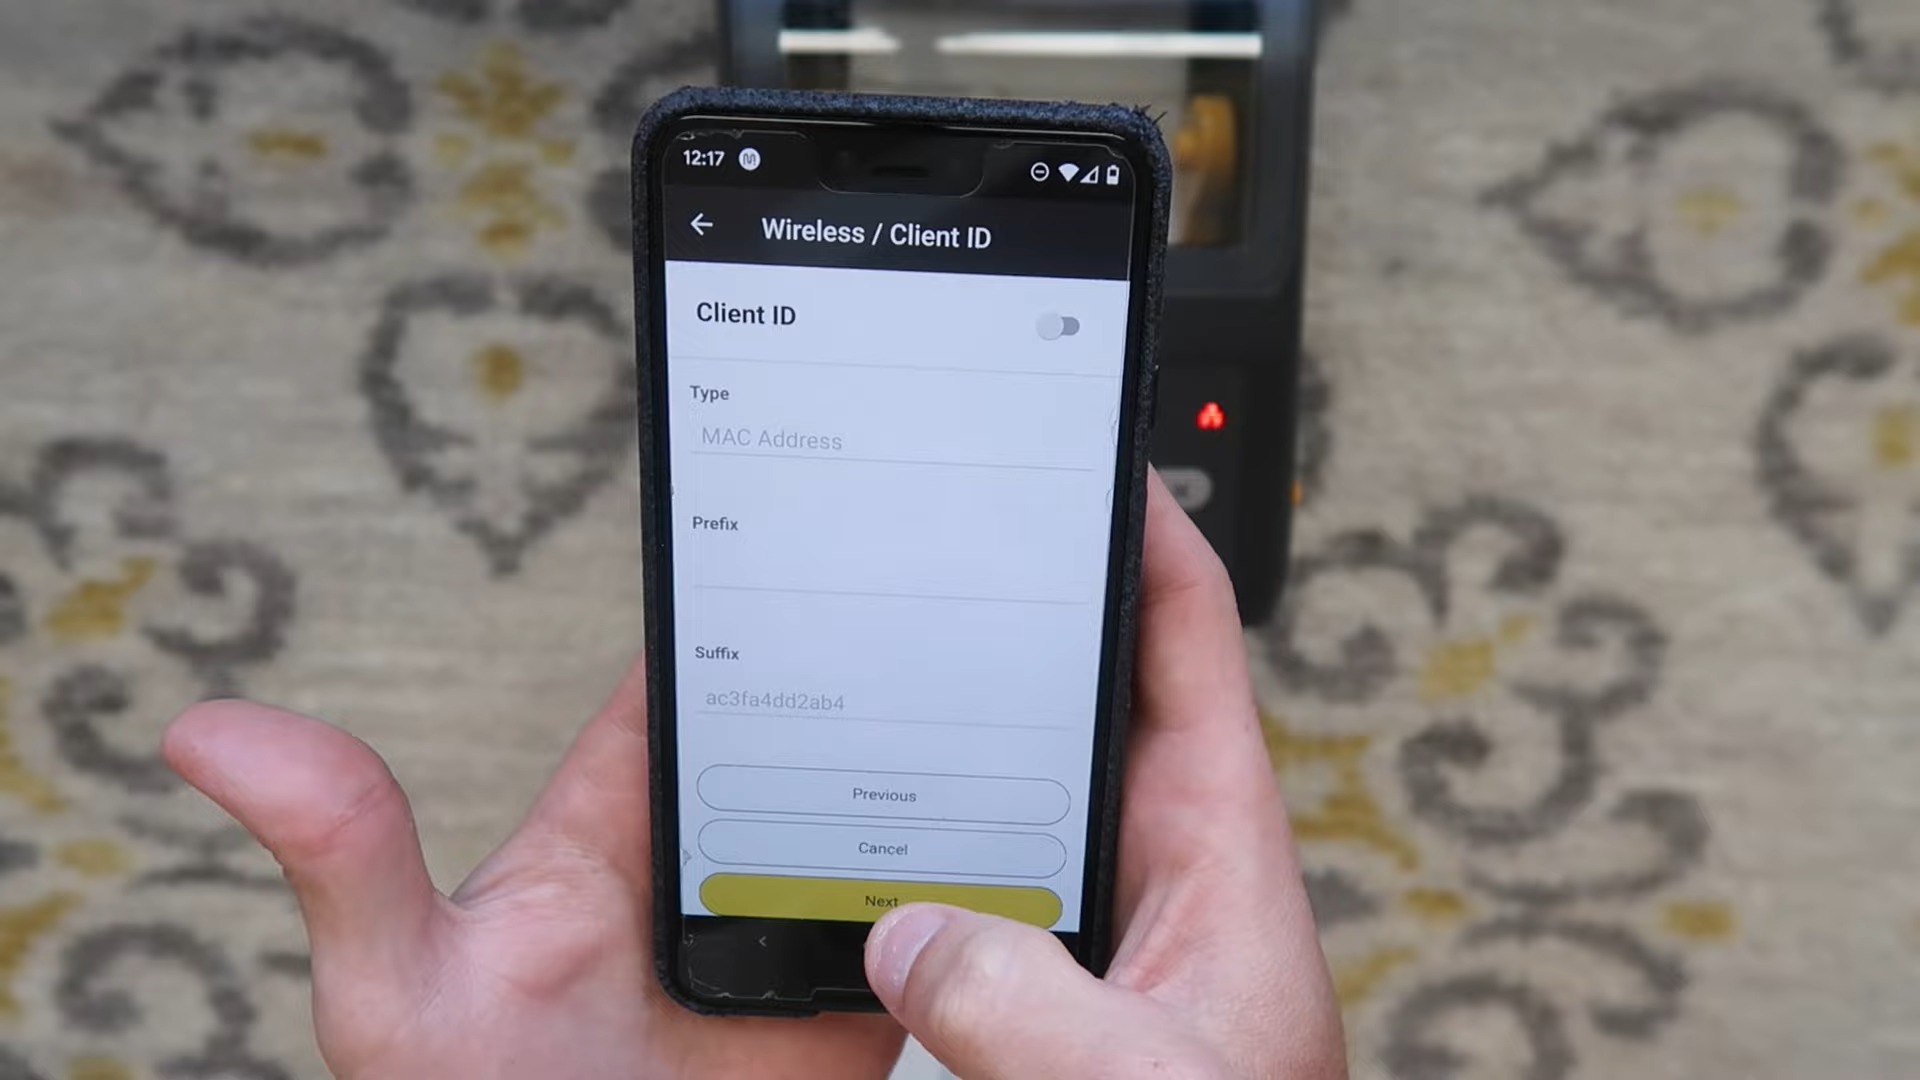 12:17
Wireless / Client ID
Client ID
Type
MAC Address
Prefix
Suffix
ac3fa4dd2ab4
Previous
Cancel
Next